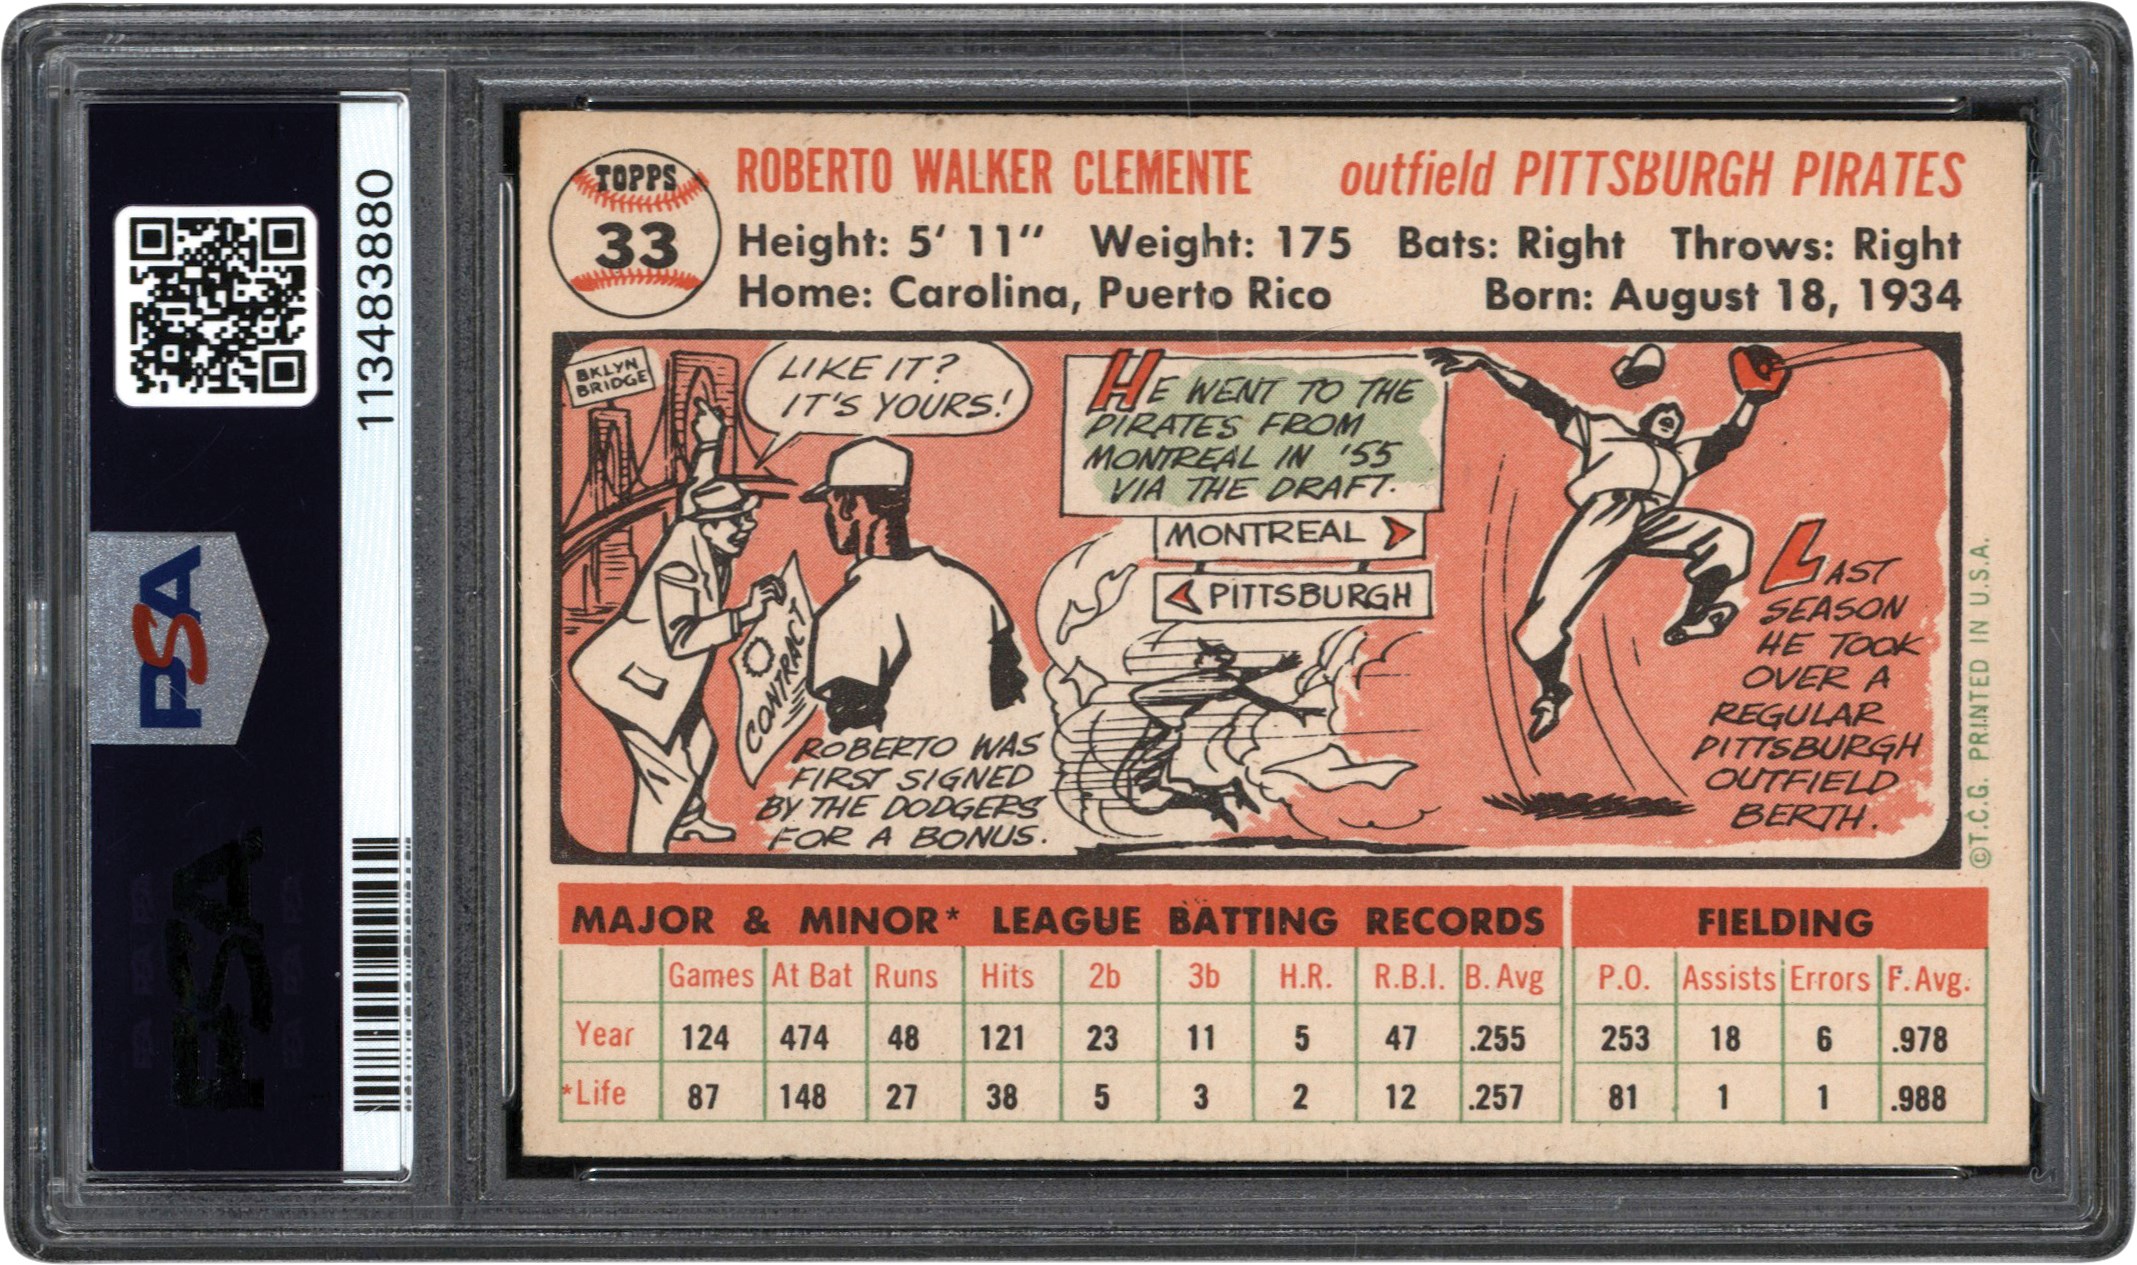 113483880
PSA
PSA
TOPPS
33
ROBERTO WALKER CLEMENTE outfield PITTSBURGH PIRATES
Height: 5' 11" Weight: 175 Bats: Right Throws: Right
Home: Carolina, Puerto Rico Born: August 18, 1934
BKLYN
BRIDGE
LIKE IT?
IT'S YOURS!
CONTRACT
ROBERTO WAS
FIRST SIGNED
BY THE DODGERS
FOR A BONUS.
HE WENT TO THE
PIRATES FROM
MONTREAL IN '55
VIA THE DRAFT.
MONTREAL
PITTSBURGH
LAST
SEASON
HE TOOK
OVER A
REGULAR
PITTSBURGH
OUTFIELD
BERTH.
©T.C.G. PRINTED IN U.S.A.
MAJOR & MINOR* LEAGUE BATTING RECORDS FIELDING
Games At Bat Runs Hits 2b 3b H.R. R.B.I. B. Avg P.O. Assists Errors F. Avg.
Year 124 474 48 121 23 11 5 47 .255 253 18 6 .978
*Life 87 148 27 38 5 3 2 12 .257 81 1 1 .988